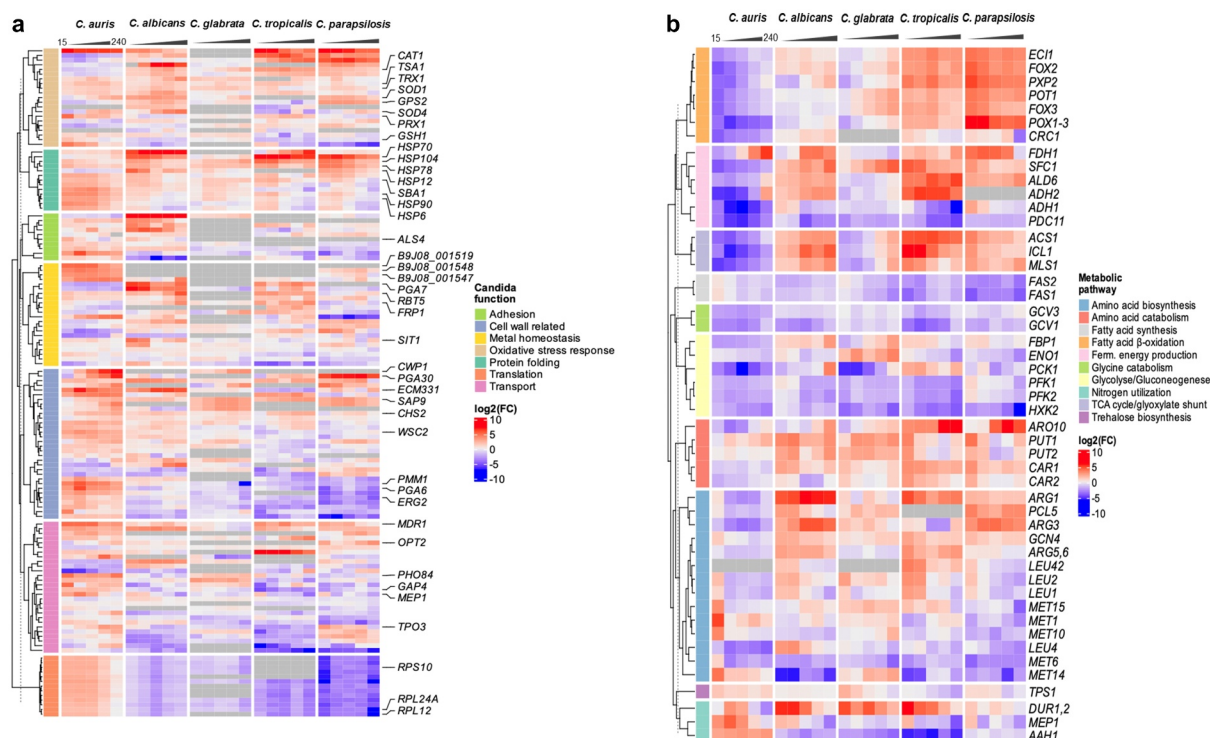 a
C. auris C. albicans C. glabrata C. tropicalis C. parapsilosis
15 240
CAT1
TSA1
TRX1
SOD1
GPS2
SOD4
PRX1
GSH1
HSP70
HSP104
HSP78
HSP12
SBA1
HSP90
HSP6
ALS4
B9J08_001519
B9J08_001548
B9J08_001547
PGA7
RBT5
FRP1
SIT1
CWP1
PGA30
ECM331
SAP9
CHS2
WSC2
PMM1
PGA6
ERG2
MDR1
OPT2
PHO84
GAP4
MEP1
TPO3
RPS10
RPL24A
RPL12
Candida
function
Adhesion
Cell wall related
Metal homeostasis
Oxidative stress response
Protein folding
Translation
Transport
log2(FC)
10
5
0
-5
-10
b
C. auris C. albicans C. glabrata C. tropicalis C. parapsilosis
15 240
ECI1
FOX2
PXP2
POT1
FOX3
POX1-3
CRC1
FDH1
SFC1
ALD6
ADH2
ADH1
PDC11
ACS1
ICL1
MLS1
FAS2
FAS1
GCV3
GCV1
FBP1
ENO1
PCK1
PFK1
PFK2
HXK2
ARO10
PUT1
PUT2
CAR1
CAR2
ARG1
PCL5
ARG3
GCN4
ARG5,6
LEU42
LEU2
LEU1
MET15
MET1
MET10
LEU4
MET6
MET14
TPS1
DUR1,2
MEP1
AAH1
Metabolic
pathway
Amino acid biosynthesis
Amino acid catabolism
Fatty acid synthesis
Fatty acid β-oxidation
Ferm. energy production
Glycine catabolism
Glycolyse/Gluconeogenese
Nitrogen utilization
TCA cycle/glyoxylate shunt
Trehalose biosynthesis
log2(FC)
10
5
0
-5
-10